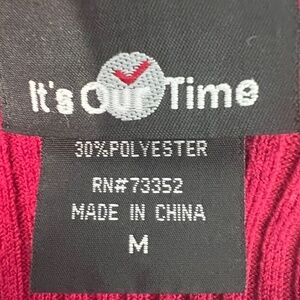 It's Our Time
30%POLYESTER
RN#73352
MADE IN CHINA
M